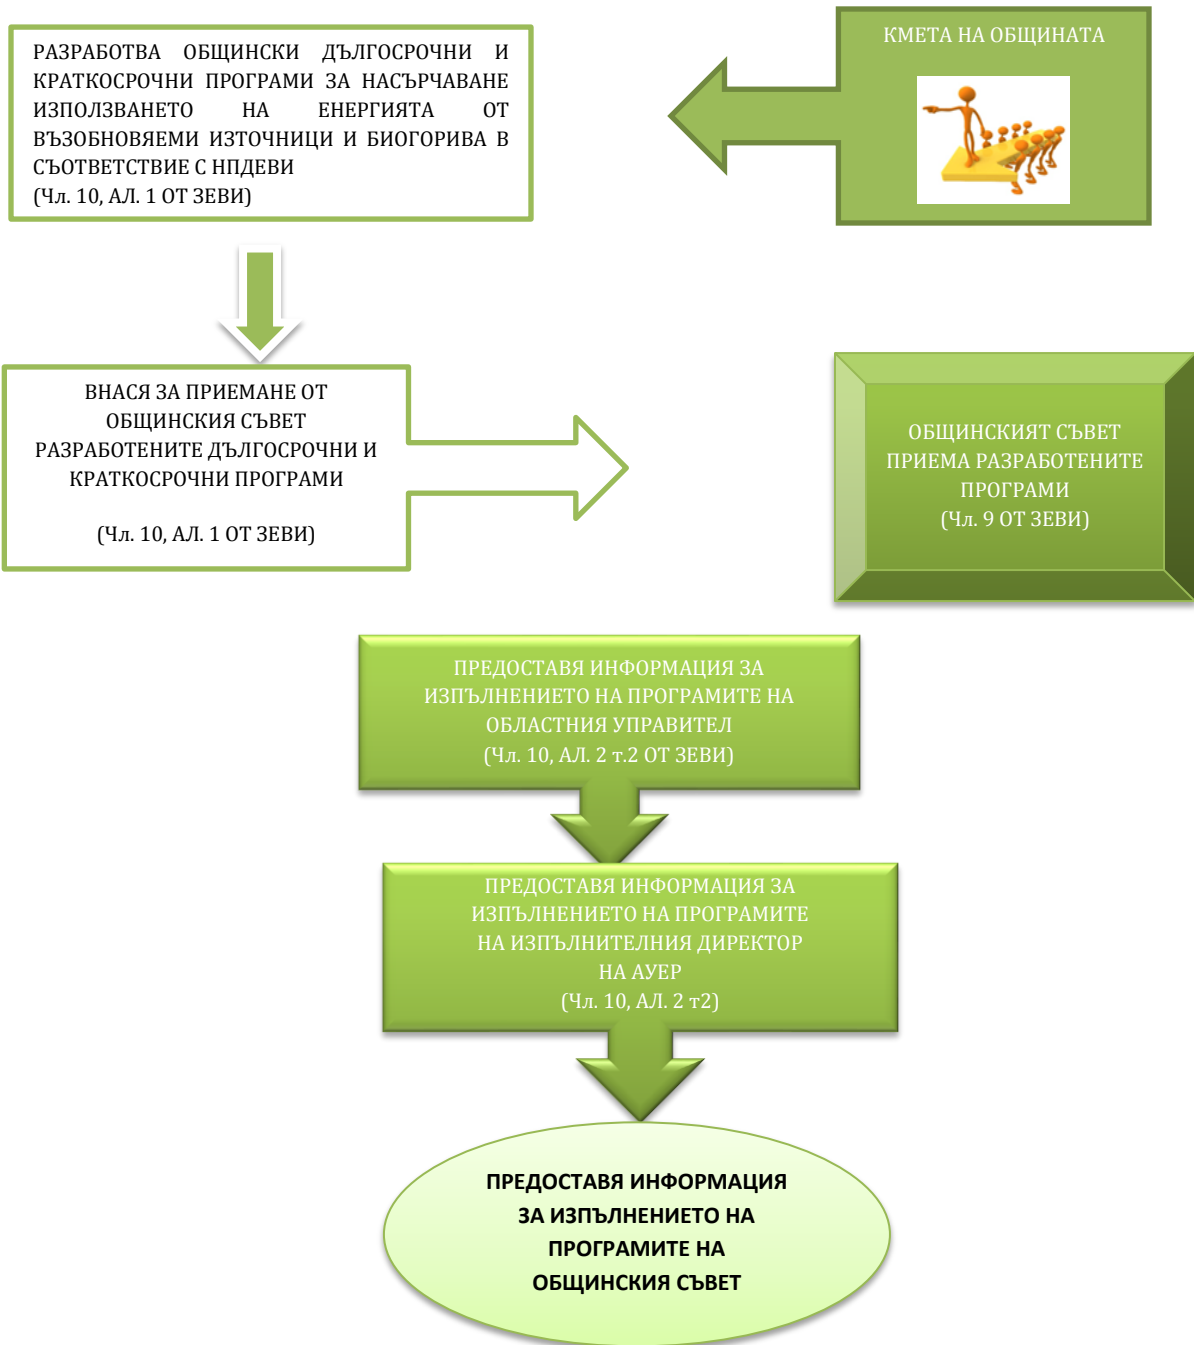 КМЕТА НА ОБЩИНАТА
РАЗРАБОТВА ОБЩИНСКИ ДЪЛГОСРОЧНИ И
КРАТКОСРОЧНИ ПРОГРАМИ ЗА НАСЪРЧАВАНЕ
ИЗПОЛЗВАНЕТО НА ЕНЕРГИЯТА ОТ
ВЪЗОБНОВЯЕМИ ИЗТОЧНИЦИ И БИОГОРИВА В
СЪОТВЕТСТВИЕ С НПДЕВИ
(Чл. 10, АЛ. 1 ОТ ЗЕВИ)
ВНАСЯ ЗА ПРИЕМАНЕ ОТ
ОБЩИНСКИЯ СЪВЕТ
РАЗРАБОТЕНИТЕ ДЪЛГОСРОЧНИ И
КРАТКОСРОЧНИ ПРОГРАМИ
(Чл. 10, АЛ. 1 ОТ ЗЕВИ)
ОБЩИНСКИЯТ СЪВЕТ
ПРИЕМА РАЗРАБОТЕНИТЕ
ПРОГРАМИ
(Чл. 9 ОТ ЗЕВИ)
ПРЕДОСТАВЯ ИНФОРМАЦИЯ ЗА
ИЗПЪЛНЕНИЕТО НА ПРОГРАМИТЕ НА
ОБЛАСТНИЯ УПРАВИТЕЛ
(Чл. 10, АЛ. 2 т.2 ОТ ЗЕВИ)
ПРЕДОСТАВЯ ИНФОРМАЦИЯ ЗА
ИЗПЪЛНЕНИЕТО НА ПРОГРАМИТЕ
НА ИЗПЪЛНИТЕЛНИЯ ДИРЕКТОР
НА АУЕР
(Чл. 10, АЛ. 2 т2)
ПРЕДОСТАВЯ ИНФОРМАЦИЯ
ЗА ИЗПЪЛНЕНИЕТО НА
ПРОГРАМИТЕ НА
ОБЩИНСКИЯ СЪВЕТ